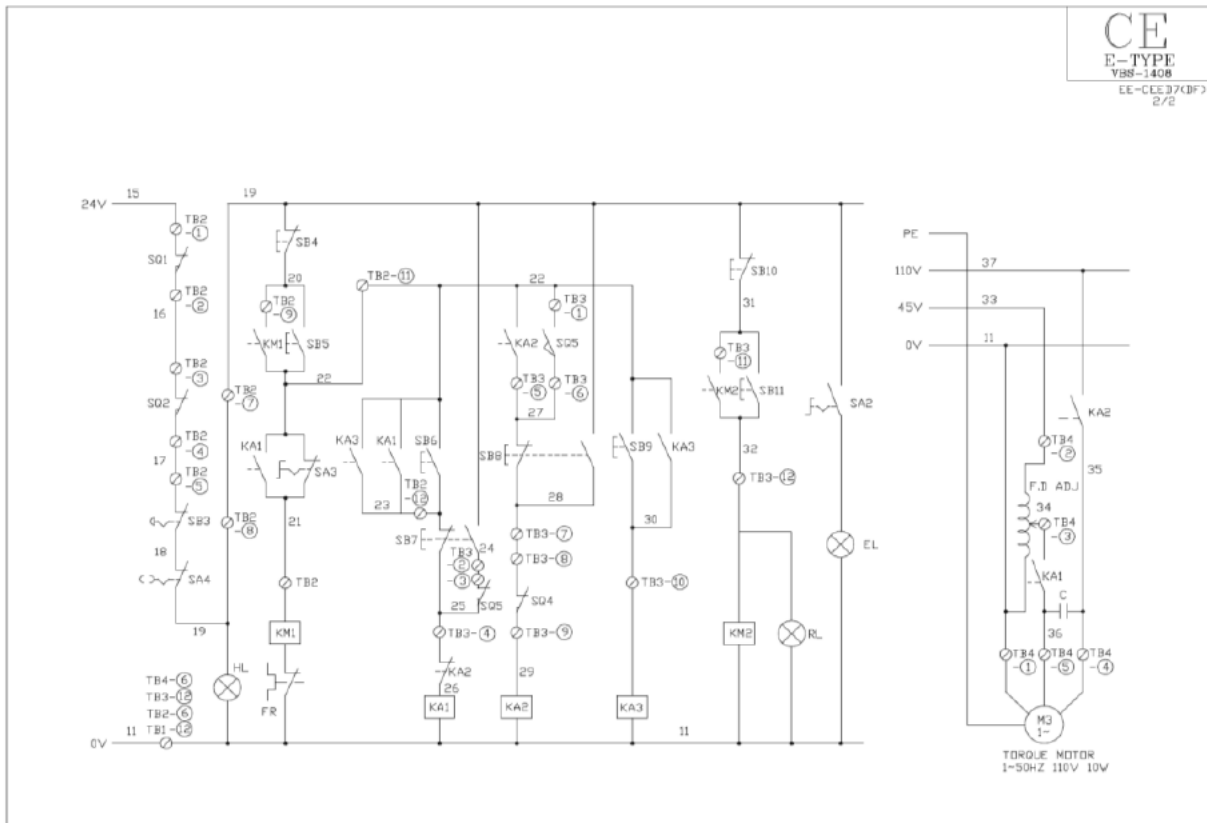 CE
E-TYPE
VBS-1408
EE-CEED7(DF)
2/2
24V
15
19
TB2
-①
SQ1
TB2
-②
16
TB2
-③
SQ2
TB2
-④
17
TB2
-⑤
SB3
18
SA4
19
TB2
-⑦
TB2
-⑧
HL
TB4-⑥
TB3-⑫
TB2-⑥
TB1-⑫
11
0V
SB4
20
TB2
-⑨
KM1
SB5
22
KA1
SA3
21
TB2
KM1
FR
TB2-⑪
22
KA3
KA1
SB6
TB2
-⑫
23
SB7
24
TB3
-②
-③
SQ5
25
TB3-④
KA2
26
KA1
TB3
-①
KA2
SQ5
TB3
-⑤
TB3
-⑥
27
SB8
28
TB3-⑦
TB3-⑧
SQ4
TB3-⑨
29
KA2
SB9
KA3
30
TB3-⑩
KA3
11
SB10
31
TB3
-⑪
KM2
SB11
32
TB3-⑫
KM2
RL
SA2
EL
PE
110V
37
45V
33
0V
11
KA2
TB4
-②
35
F.D ADJ
34
TB4
-③
KA1
C
36
TB4
-①
TB4
-⑤
TB4
-④
M3
1~
TORQUE MOTOR
1~50HZ 110V 10W